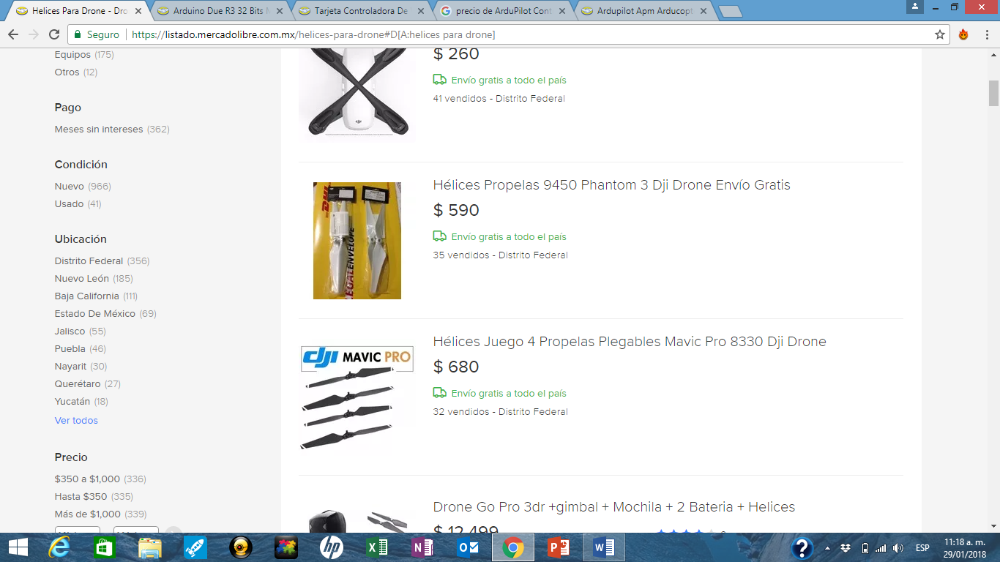 Helices Para Drone - Dro
Arduino Due R3 32 Bits
Tarjeta Controladora De
precio de ArduPilot Cont
Ardupilot Apm Arducopt
Seguro
https://listado.mercadolibre.com.mx/helices-para-drone#D[A:helices para drone]
Equipos (175)
Otros (12)
Pago
Meses sin intereses (362)
Condición
Nuevo (966)
Usado (41)
Ubicación
Distrito Federal (356)
Nuevo León (185)
Baja California (111)
Estado De México (69)
Jalisco (55)
Puebla (46)
Nayarit (30)
Querétaro (27)
Yucatán (18)
Ver todos
Precio
$350 a $1,000 (336)
Hasta $350 (335)
Más de $1,000 (339)
$ 260
Envío gratis a todo el país
41 vendidos - Distrito Federal
Hélices Propelas 9450 Phantom 3 Dji Drone Envío Gratis
$ 590
Envío gratis a todo el país
35 vendidos - Distrito Federal
LEGALENVELOPE
Hélices Juego 4 Propelas Plegables Mavic Pro 8330 Dji Drone
$ 680
Envío gratis a todo el país
32 vendidos - Distrito Federal
dji MAVIC PRO
Drone Go Pro 3dr +gimbal + Mochila + 2 Bateria + Helices
$ 12,499
ESP
11:18 a. m.
29/01/2018